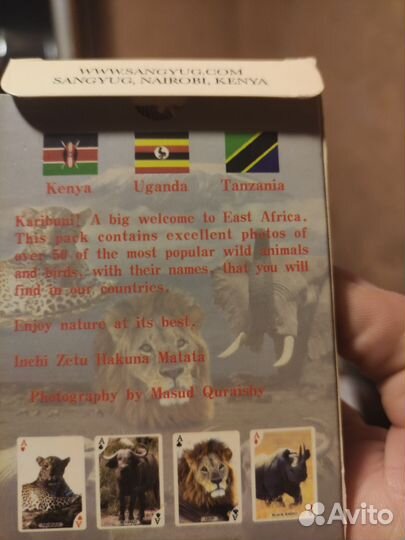 WWW.SANGYUG.COM
SANGYUG, NAIROBI, KENYA
Kenya Uganda Tanzania
Karibuni! A big welcome to East Africa.
This pack contains excellent photos of
over 50 of the most popular wild animals
and birds, with their names, that you will
find in our countries.
Enjoy nature at its best.
Inchi Zetu Hakuna Matata
Photography by Masud Quraishy
A A A A
A A A A
Avito